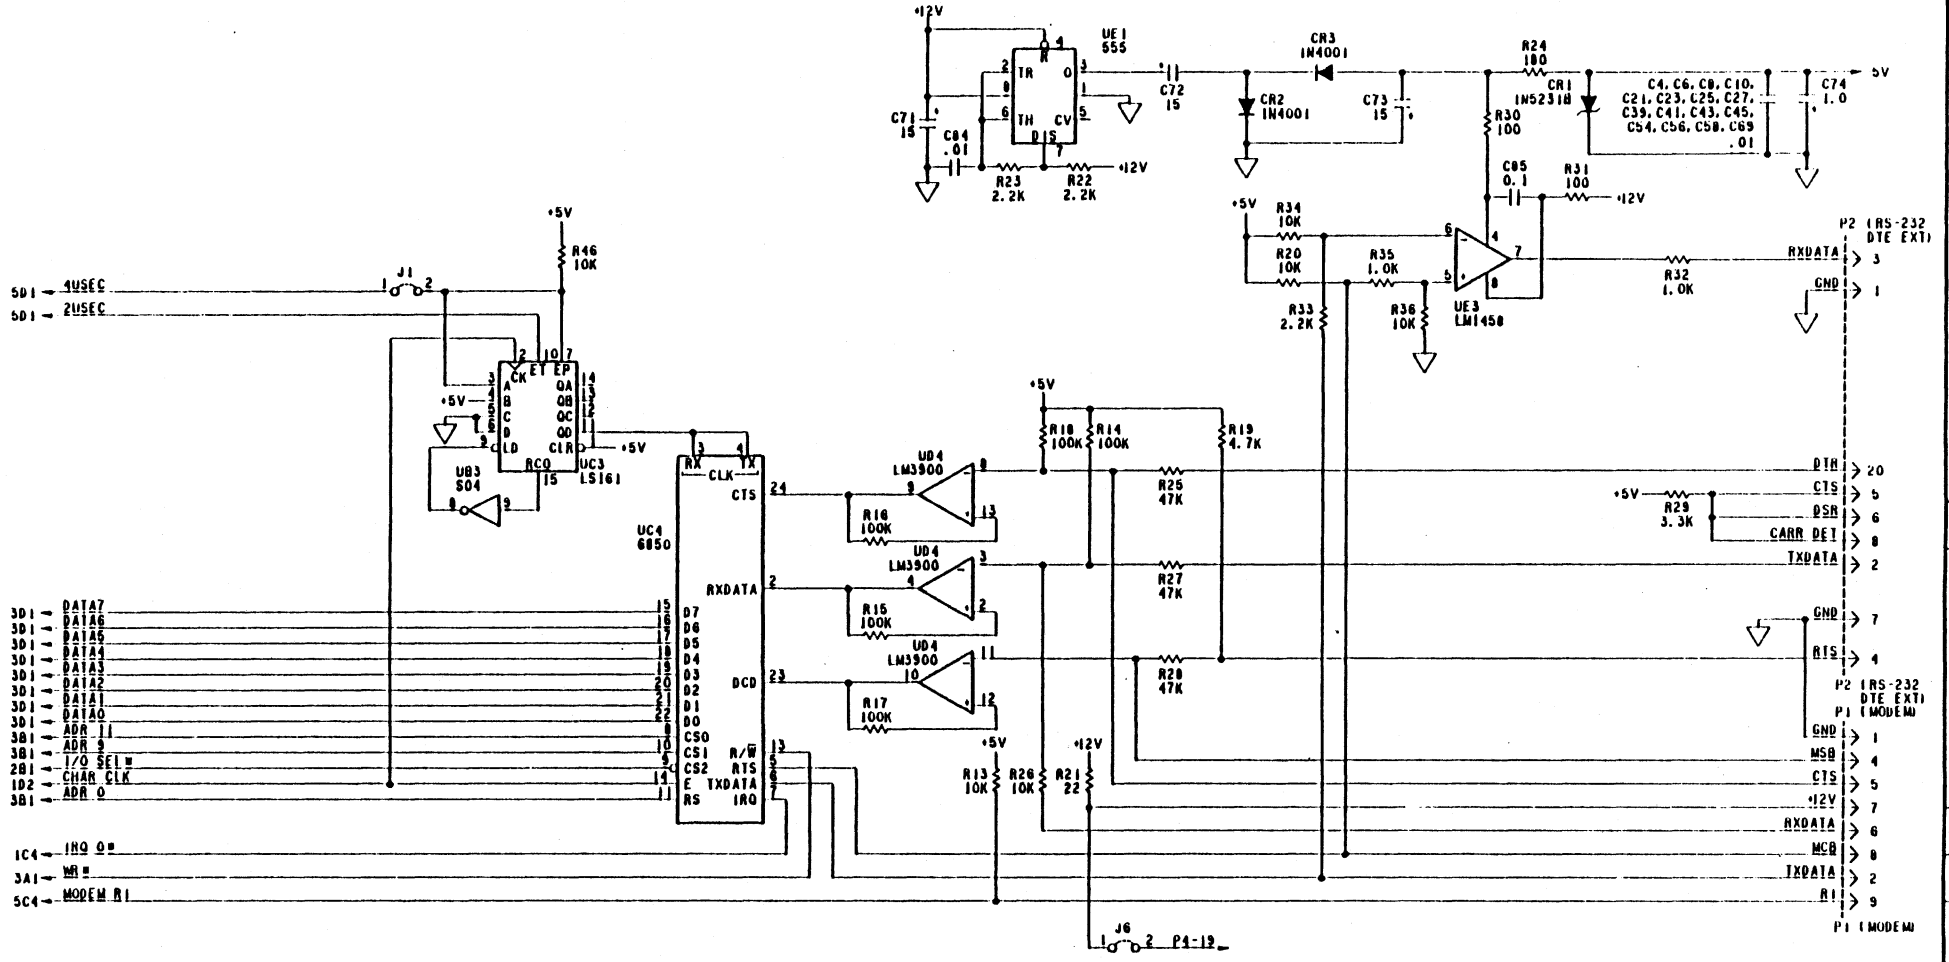 +12V
UE1
555
4
R
2 TR O 3
8 1
6 TH CV 5
DIS
7
C71
15
C84
.01
R23
2.2K
R22
2.2K
+12V
C72
15
CR2
1N4001
CR3
1N4001
C73
15
R24
180
CR1
1N5231B
R30
100
C4, C6, C8, C10,
C21, C23, C25, C27,
C39, C41, C43, C45,
C54, C56, C58, C69
.01
C74
1.0
5V
C85
0.1
R31
100
+12V
+5V
R34
10K
R20
10K
R35
1.0K
R33
2.2K
R36
10K
6
5
4
7
8
UE3
LM1458
R32
1.0K
P2 (RS-232
DTE EXT)
RXDATA 3
GND 1
+5V
R46
10K
J1
1 2
5D1 4USEC
5D1 2USEC
2 10 7
CK ET EP
3 A QA 14
4 B QB 13
5 C QC 12
6 D QD 11
9 LD CLR 1
RCO
15
+5V
+5V
UC3
LS161
UB3
S04
8 9
UC4
6850
3 4
RX TX
CLK
CTS 24
RXDATA 2
DCD 23
R/W 13
RTS 5
TXDATA 6
IRQ 7
15 D7
16 D6
17 D5
18 D4
19 D3
20 D2
21 D1
22 D0
8 CS0
10 CS1
9 CS2
14 E
11 RS
3D1 DATA7
3D1 DATA6
3D1 DATA5
3D1 DATA4
3D1 DATA3
3D1 DATA2
3D1 DATA1
3D1 DATA0
3B1 ADR 11
3B1 ADR 9
2B1 I/O SEL*
1D2 CHAR CLK
3B1 ADR 0
1C4 IRQ 0*
3A1 WR*
5C4 MODEM RI
+5V
R18
100K
R14
100K
R19
4.7K
UD4
LM3900
9 8
13
R16
100K
UD4
LM3900
4 3
2
R15
100K
UD4
LM3900
10 11
12
R17
100K
R25
47K
R27
47K
R28
47K
+5V
R13
10K
R26
10K
+12V
R21
22
J6
1 2 P4-19
+5V
R29
3.3K
DTR 20
CTS 5
DSR 6
CARR DET 8
TXDATA 2
GND 7
RTS 4
P2 (RS-232
DTE EXT)
P1 (MODEM)
GND 1
MSB 4
CTS 5
+12V 7
RXDATA 6
MCB 8
TXDATA 2
RI 9
P1 (MODEM)